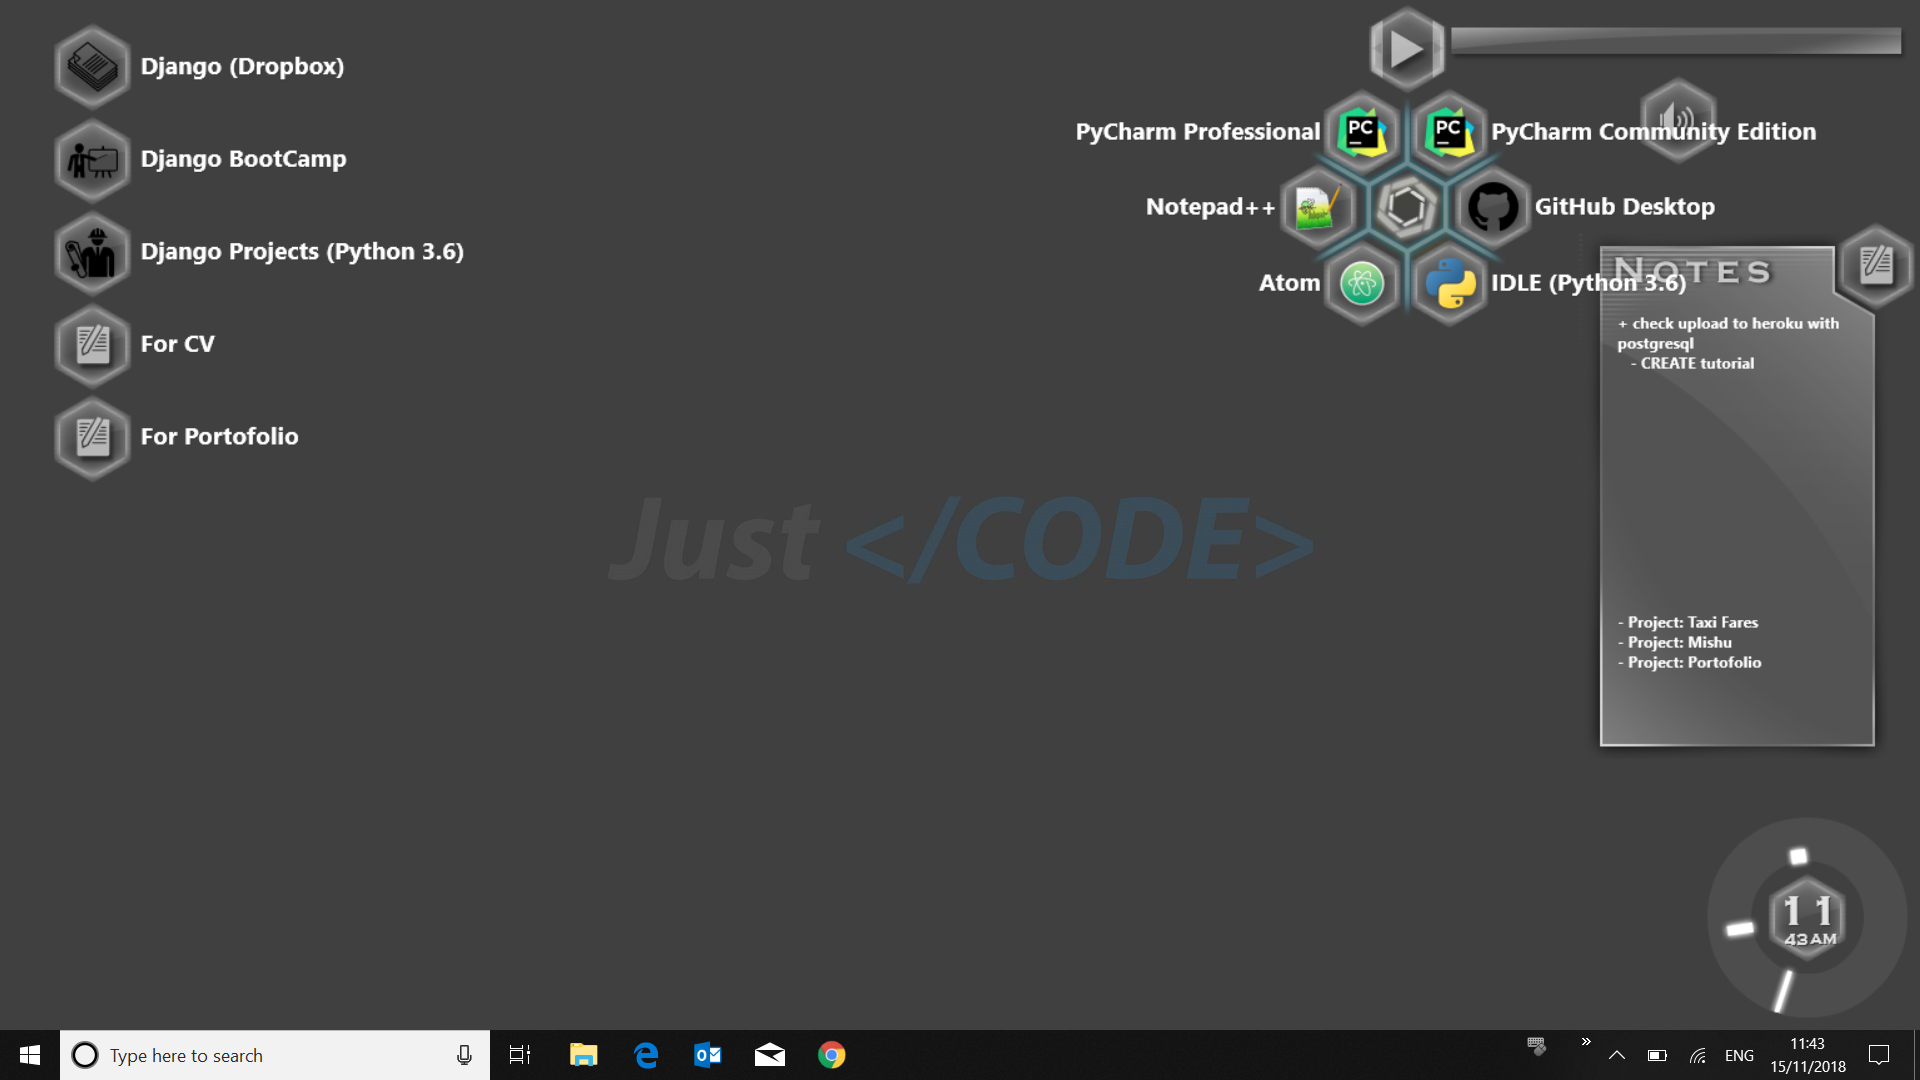 Django (Dropbox)
Django BootCamp
Django Projects (Python 3.6)
For CV
For Portofolio
PyCharm Professional
PC
PC
PyCharm Community Edition
Notepad++
GitHub Desktop
Atom
IDLE (Python 3.6)
NOTES
+ check upload to heroku with
postgresql
- CREATE tutorial
- Project: Taxi Fares
- Project: Mishu
- Project: Portofolio
Just </CODE>
11
43 AM
Type here to search
ENG
11:43
15/11/2018